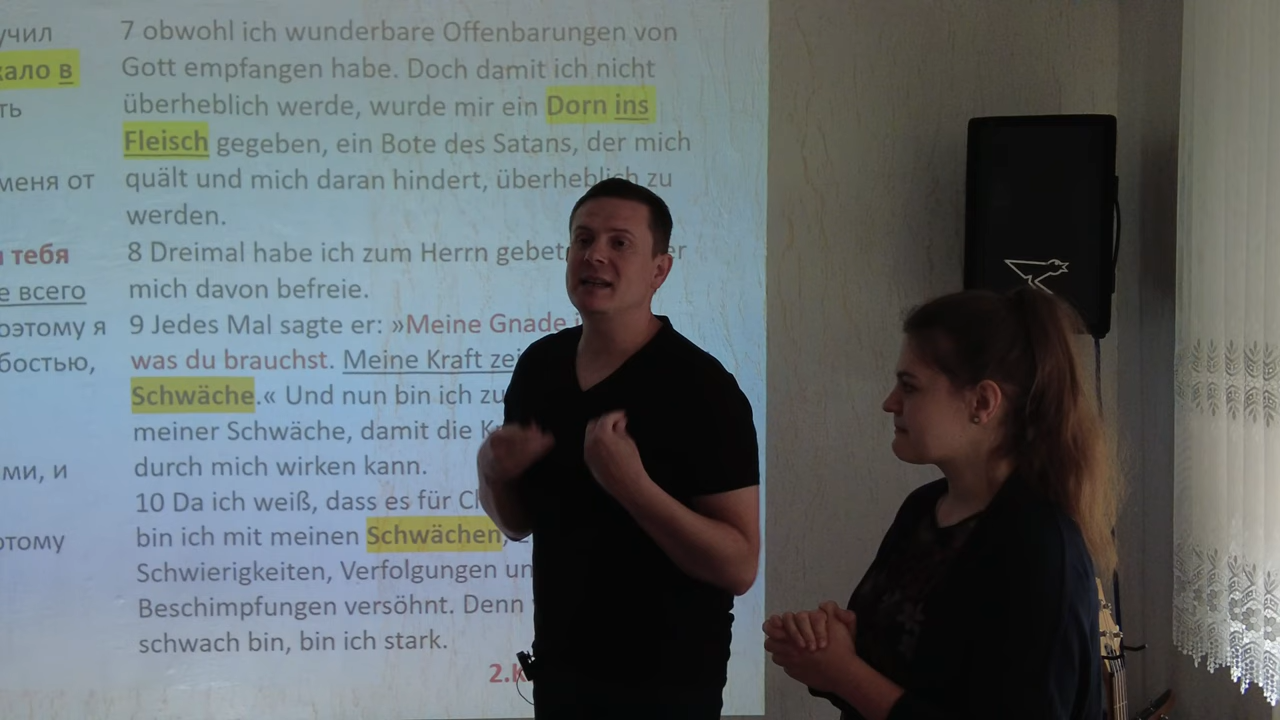 учил
кало в
ть
меня от
тебя
е всего
поэтому я
бостью,
ми, и
этому
7 obwohl ich wunderbare Offenbarungen von
Gott empfangen habe. Doch damit ich nicht
überheblich werde, wurde mir ein Dorn ins
Fleisch gegeben, ein Bote des Satans, der mich
quält und mich daran hindert, überheblich zu
werden.
8 Dreimal habe ich zum Herrn gebet er
mich davon befreie.
9 Jedes Mal sagte er: »Meine Gnade
was du brauchst. Meine Kraft zei
Schwäche.« Und nun bin ich zu
meiner Schwäche, damit die K
durch mich wirken kann.
10 Da ich weiß, dass es für Ch
bin ich mit meinen Schwächen,
Schwierigkeiten, Verfolgungen un
Beschimpfungen versöhnt. Denn
schwach bin, bin ich stark.
2.K